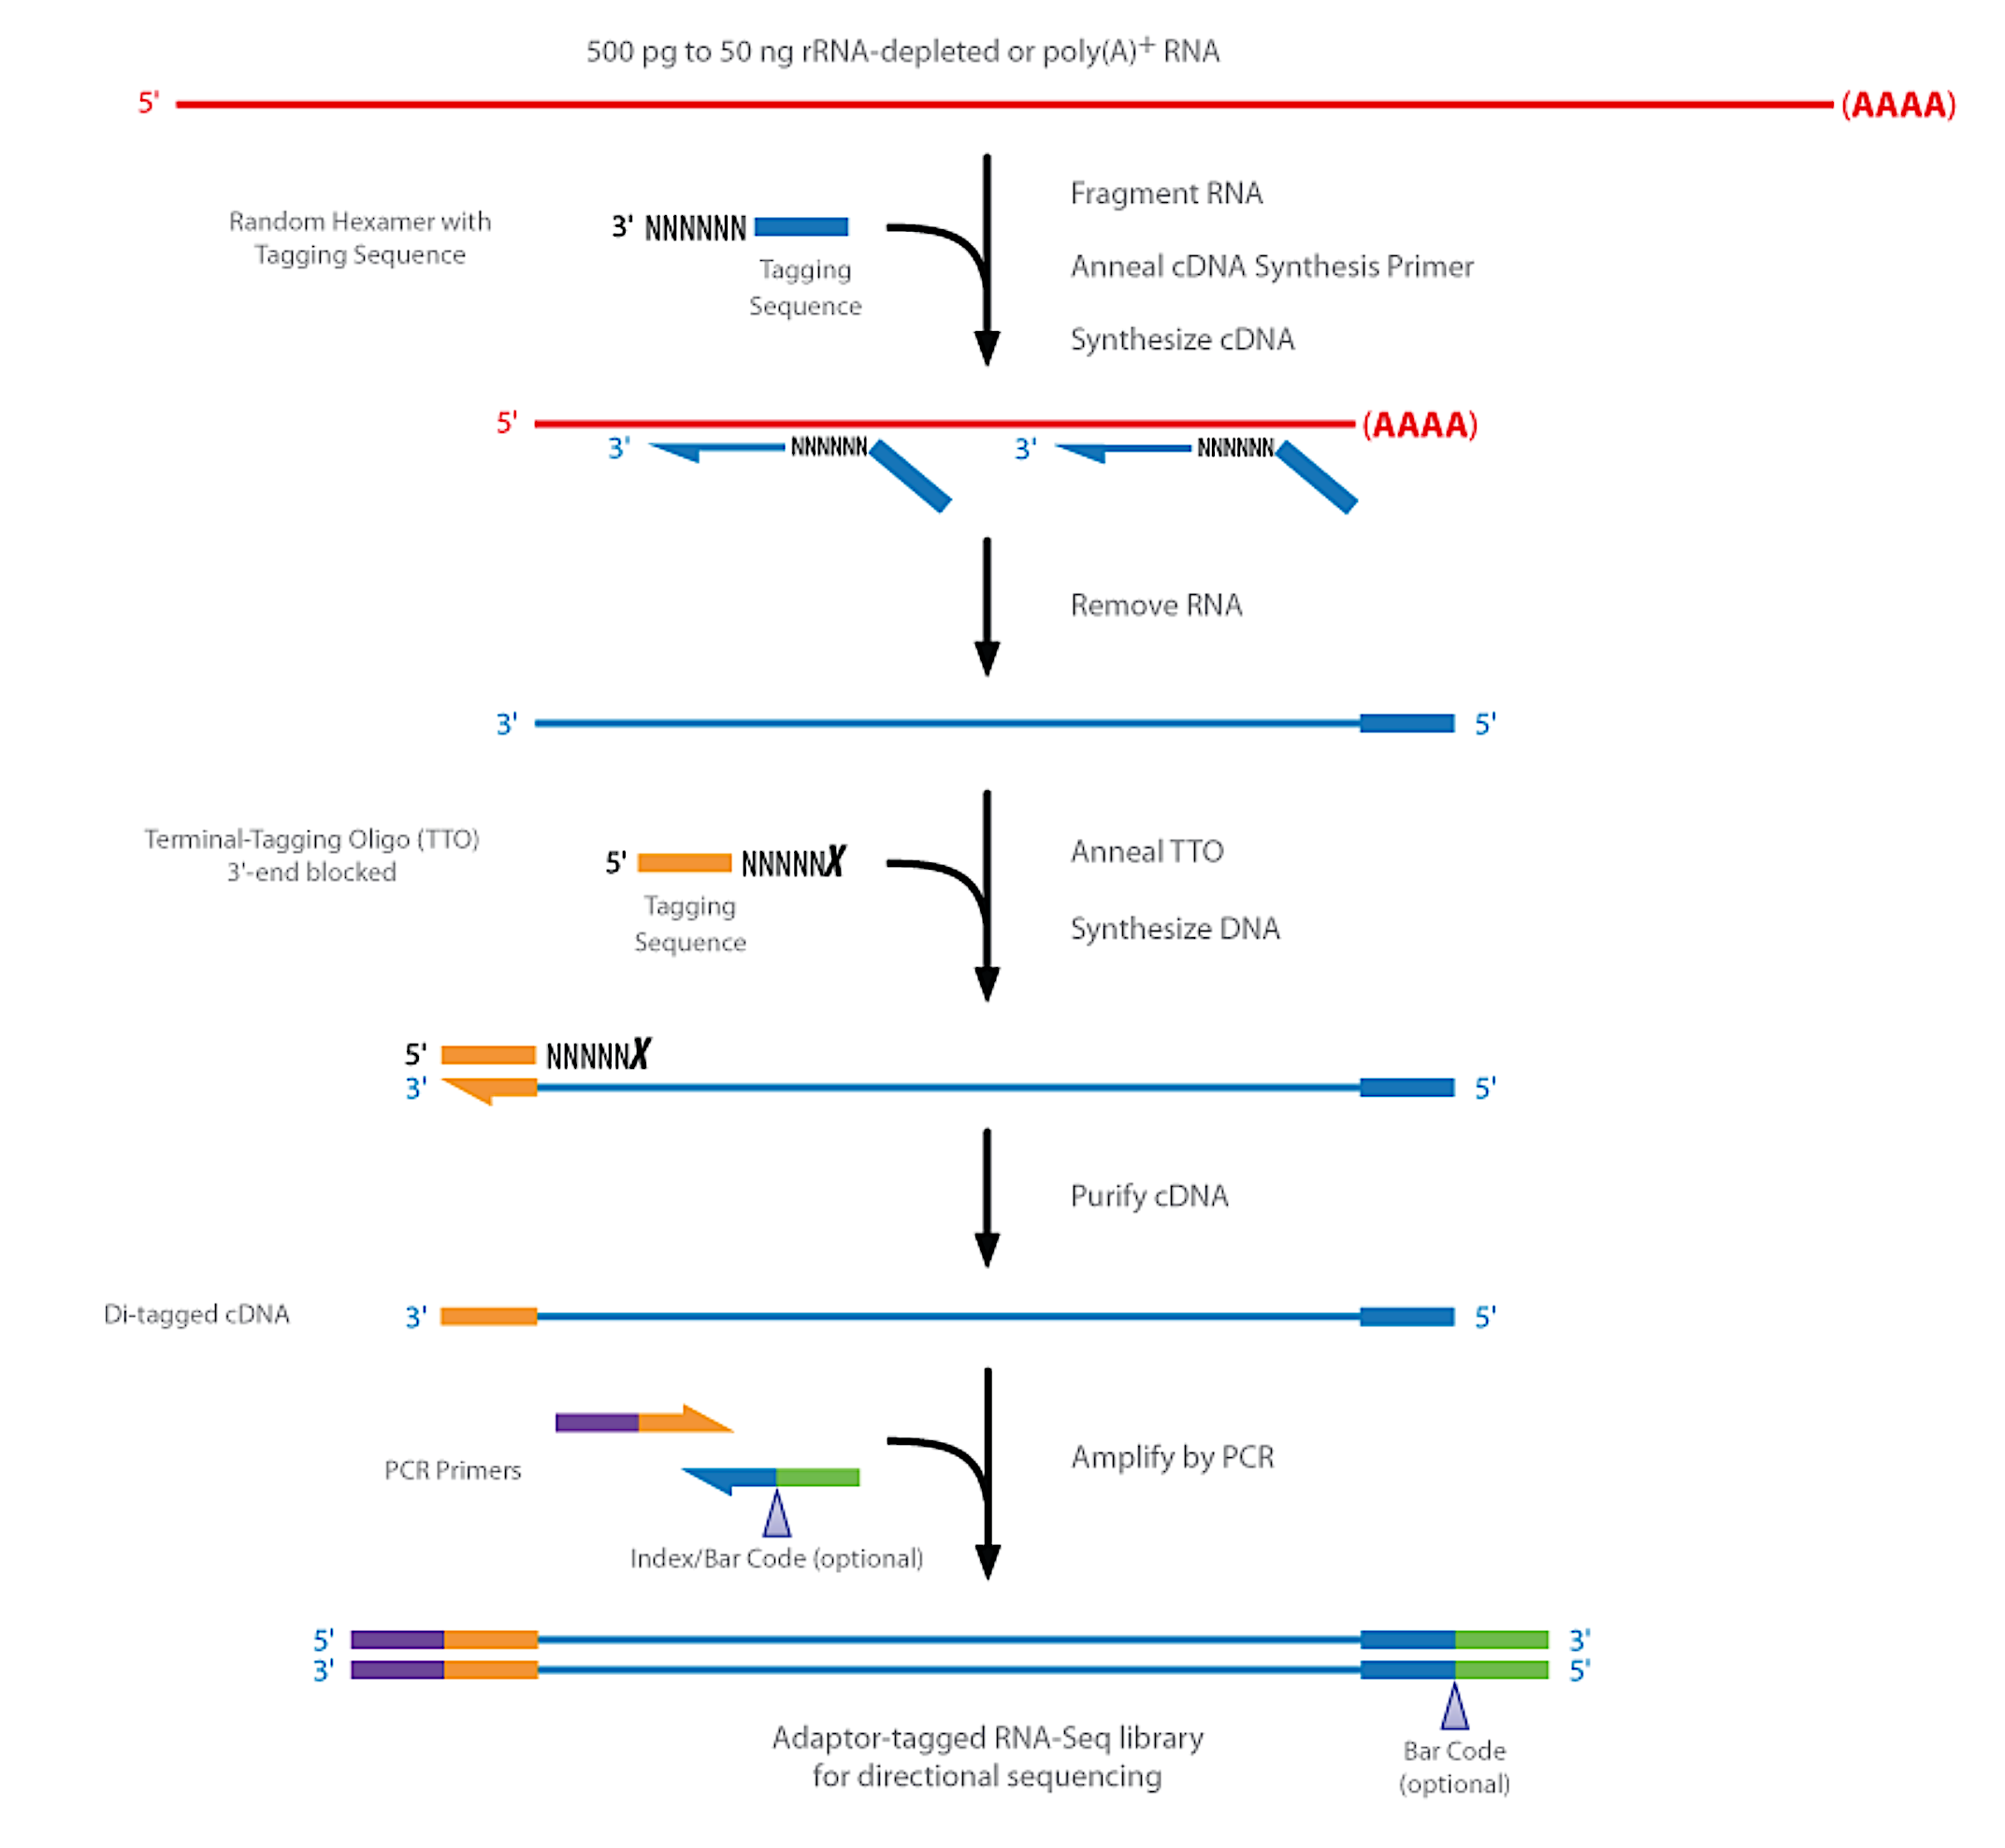 500 pg to 50 ng rRNA-depleted or poly(A)+ RNA
5' (AAAA)
Fragment RNA
Random Hexamer with
Tagging Sequence
3' NNNNNN
Tagging
Sequence
Anneal cDNA Synthesis Primer
Synthesize cDNA
5' (AAAA)
3' NNNNNN 3' NNNNNN
Remove RNA
3' 5'
Terminal-Tagging Oligo (TTO)
3'-end blocked
5' NNNNNX
Tagging
Sequence
Anneal TTO
Synthesize DNA
5' NNNNNX
3' 5'
Purify cDNA
Di-tagged cDNA
3' 5'
PCR Primers
Amplify by PCR
Index/Bar Code (optional)
5' 3'
3' 5'
Adaptor-tagged RNA-Seq library
for directional sequencing
Bar Code
(optional)